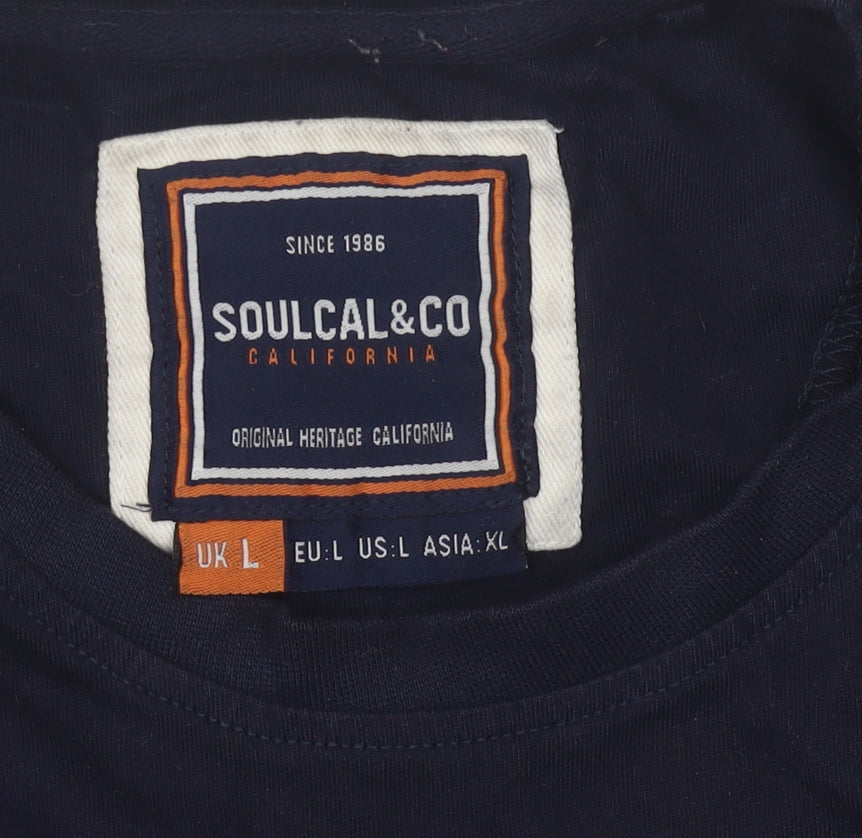 SINCE 1986
SOULCAL&CO
CALIFORNIA
ORIGINAL HERITAGE CALIFORNIA
UK L EU:L US:L ASIA:XL